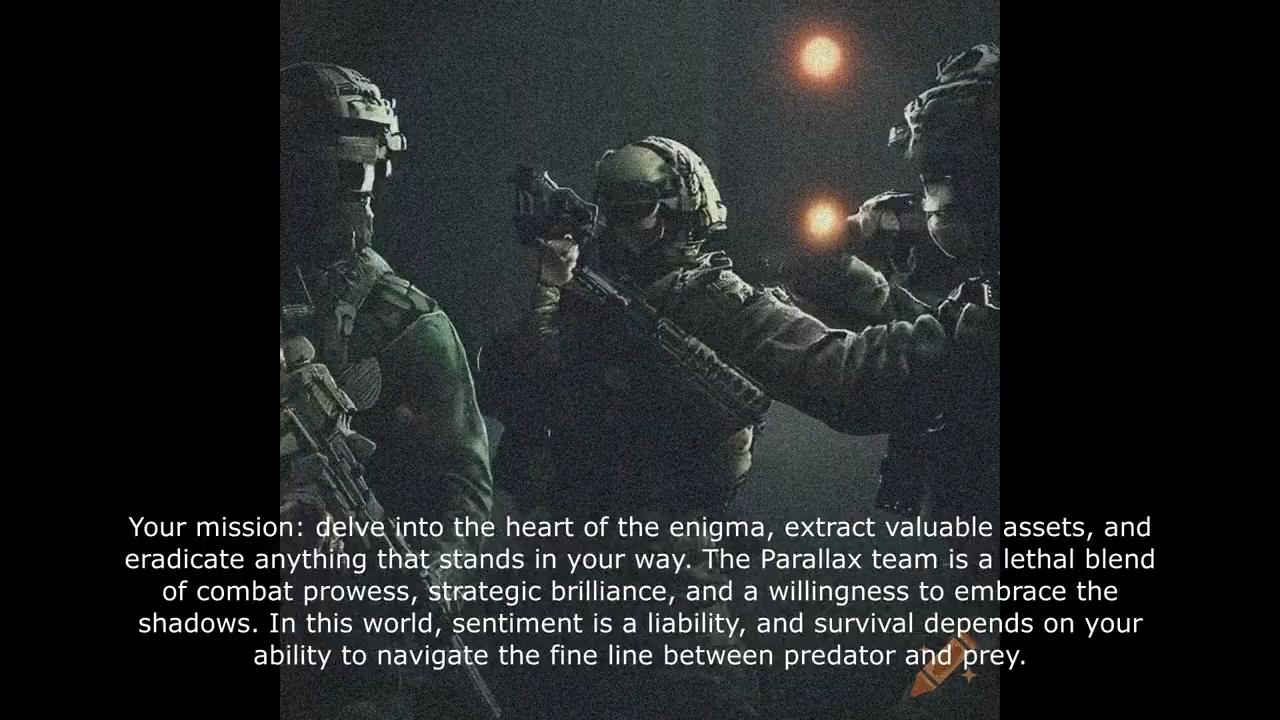 Your mission: delve into the heart of the enigma, extract valuable assets, and
eradicate anything that stands in your way. The Parallax team is a lethal blend
of combat prowess, strategic brilliance, and a willingness to embrace the
shadows. In this world, sentiment is a liability, and survival depends on your
ability to navigate the fine line between predator and prey.